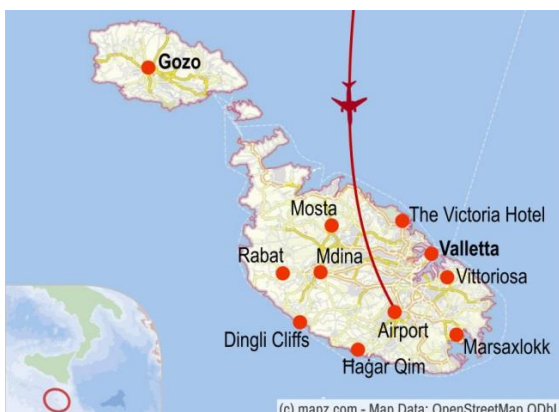 Gozo
Mosta
The Victoria Hotel
Valletta
Rabat
Mdina
Vittoriosa
Airport
Dingli Cliffs
Marsaxlokk
Ħaġar Qim
(c) mapz.com - Map Data: OpenStreetMap ODbL